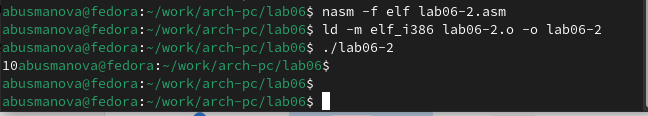 abusmanova@fedora:~/work/arch-pc/lab06$ nasm -f elf lab06-2.asm
abusmanova@fedora:~/work/arch-pc/lab06$ ld -m elf_i386 lab06-2.o -o lab06-2
abusmanova@fedora:~/work/arch-pc/lab06$ ./lab06-2
10abusmanova@fedora:~/work/arch-pc/lab06$
abusmanova@fedora:~/work/arch-pc/lab06$
abusmanova@fedora:~/work/arch-pc/lab06$